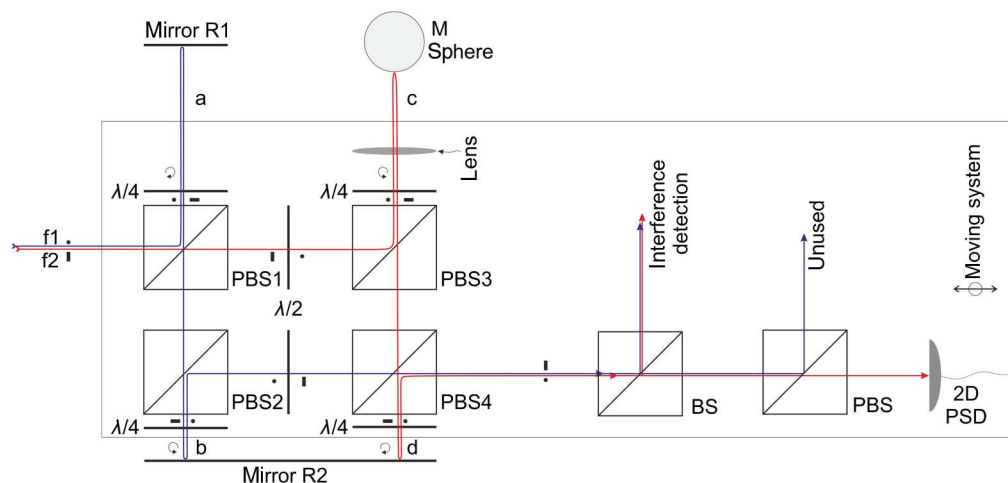 Mirror R1
M
Sphere
a
c
Lens
λ/4
λ/4
f1
f2
PBS1
λ/2
PBS3
Interference
detection
Unused
Moving system
PBS2
PBS4
BS
PBS
2D
PSD
λ/4
λ/4
b
d
Mirror R2